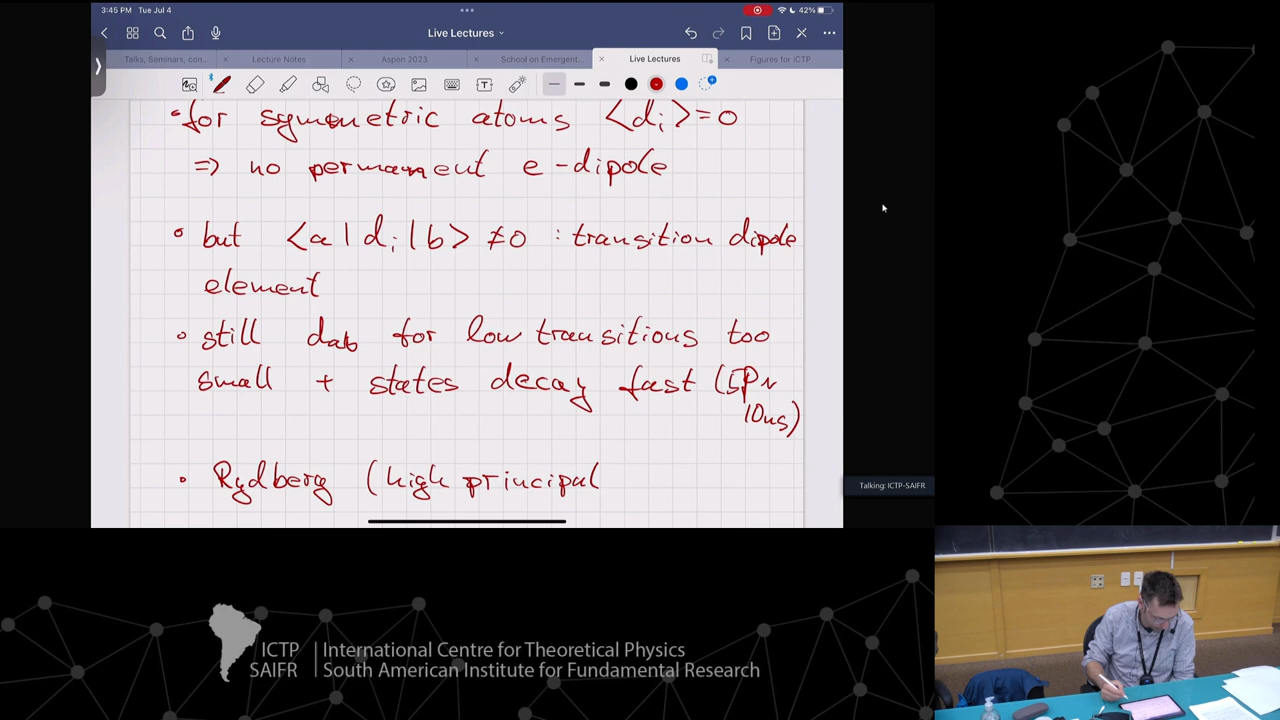 3:45 PM Tue Jul 4
42%
Live Lectures
Talks, Seminars, con...
Lecture Notes
Aspen 2023
School on Emergent...
Live Lectures
Figures for iCTP
• for symmetric atoms <di> = 0
=> no permanent e-dipole
• but <a|di|b> ≠ 0 : transition dipole
element
• still dab for low transitions too
small + states decay fast (5P ~
10ns)
• Rydberg (high principal
Talking: ICTP-SAIFR
ICTP
SAIFR
International Centre for Theoretical Physics
South American Institute for Fundamental Research